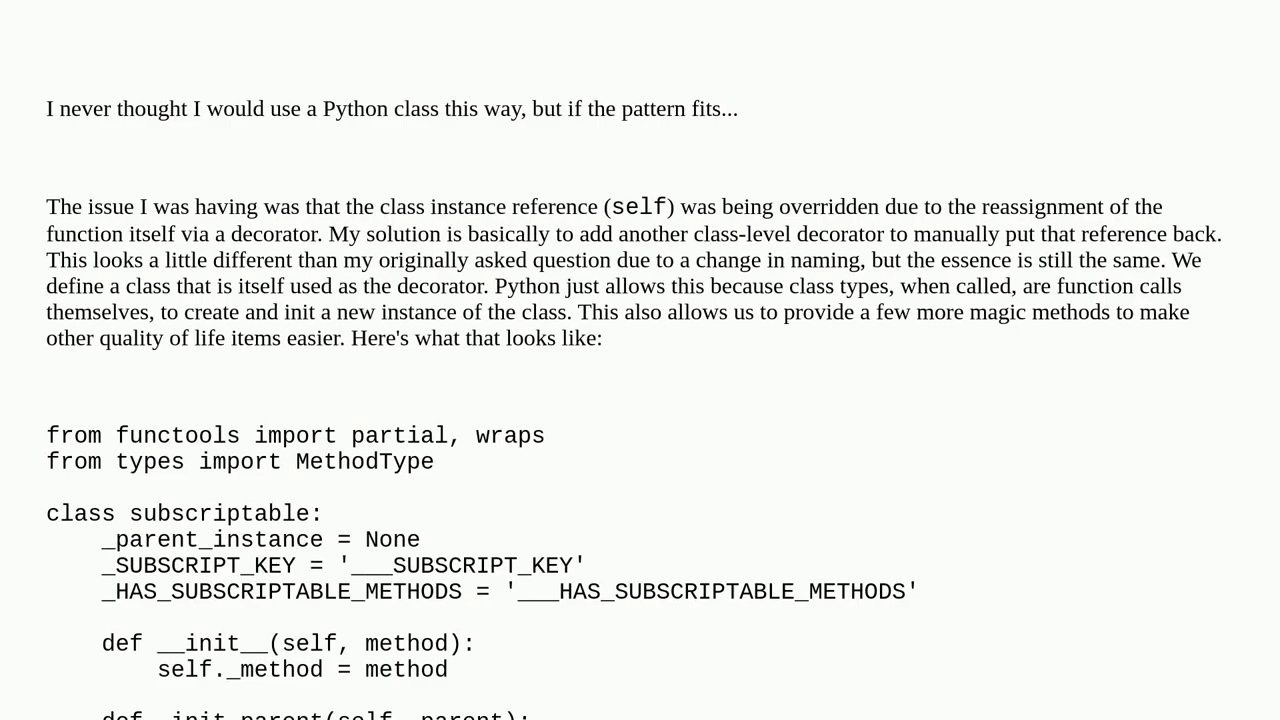 I never thought I would use a Python class this way, but if the pattern fits...
The issue I was having was that the class instance reference (self) was being overridden due to the reassignment of the
function itself via a decorator. My solution is basically to add another class-level decorator to manually put that reference back.
This looks a little different than my originally asked question due to a change in naming, but the essence is still the same. We
define a class that is itself used as the decorator. Python just allows this because class types, when called, are function calls
themselves, to create and init a new instance of the class. This also allows us to provide a few more magic methods to make
other quality of life items easier. Here's what that looks like:
from functools import partial, wraps
from types import MethodType
class subscriptable:
    _parent_instance = None
    _SUBSCRIPT_KEY = '___SUBSCRIPT_KEY'
    _HAS_SUBSCRIPTABLE_METHODS = '___HAS_SUBSCRIPTABLE_METHODS'
    def __init__(self, method):
        self._method = method
    def _init_parent(self, parent):